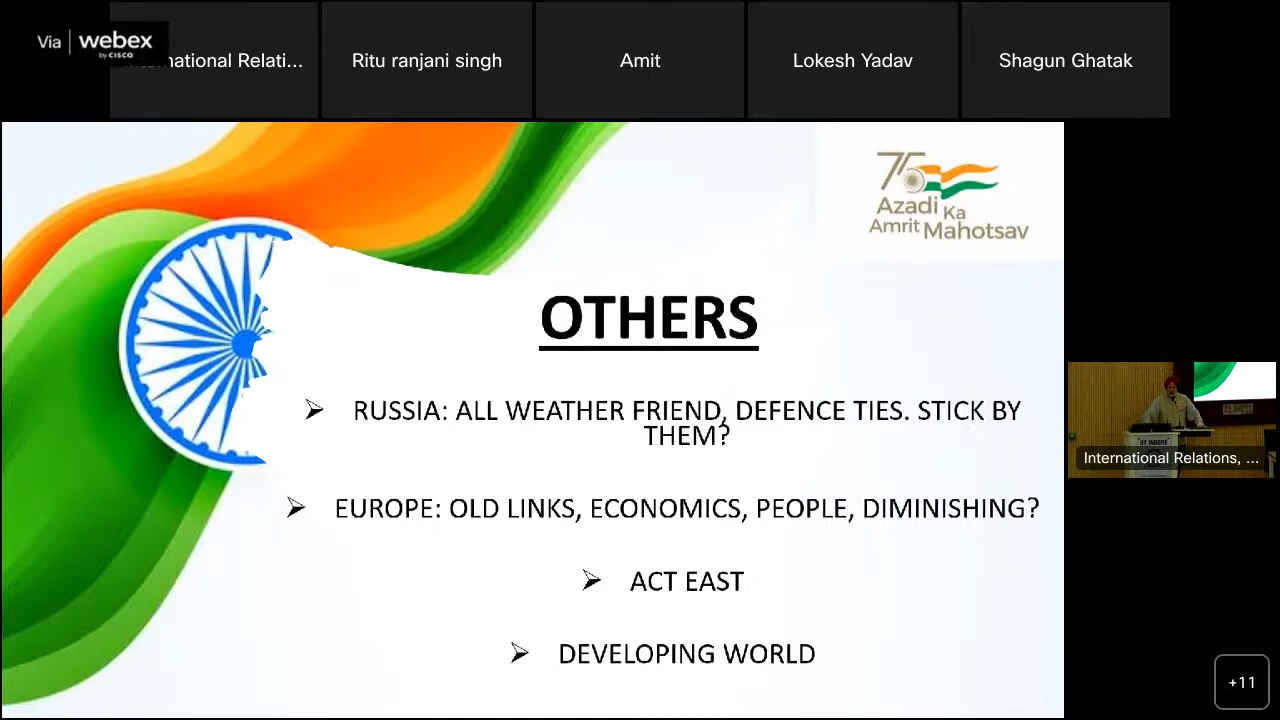 Via webex
by CISCO
national Relati...
Ritu ranjani singh
Amit
Lokesh Yadav
Shagun Ghatak
75
Azadi Ka
Amrit Mahotsav
OTHERS
➢ RUSSIA: ALL WEATHER FRIEND, DEFENCE TIES. STICK BY
THEM?
➢ EUROPE: OLD LINKS, ECONOMICS, PEOPLE, DIMINISHING?
➢ ACT EAST
➢ DEVELOPING WORLD
IIT INDORE
International Relations, ...
+11